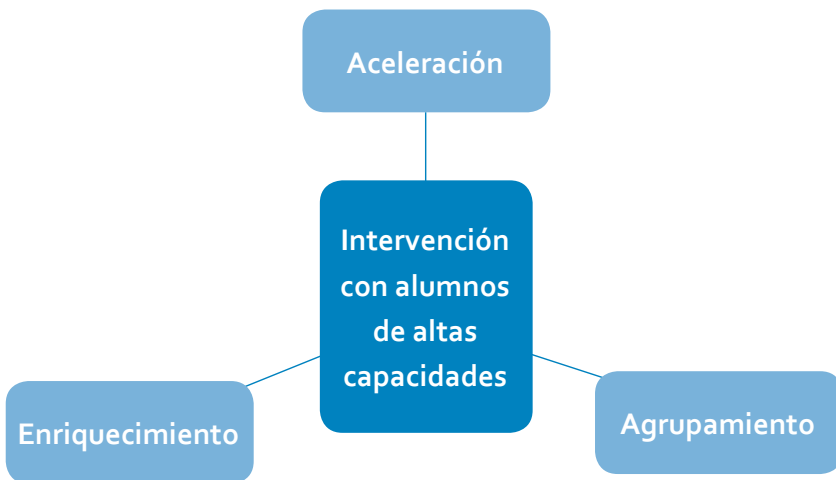 Aceleración
Intervención
con alumnos
de altas
capacidades
Enriquecimiento
Agrupamiento